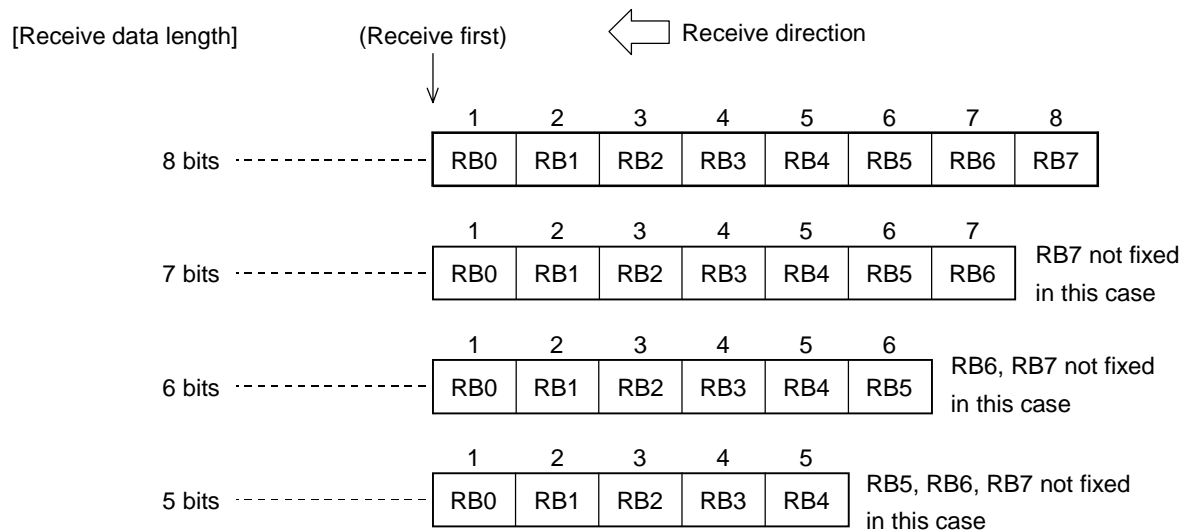 [Receive data length] (Receive first) Receive direction
1 2 3 4 5 6 7 8
8 bits RB0 RB1 RB2 RB3 RB4 RB5 RB6 RB7
1 2 3 4 5 6 7
7 bits RB0 RB1 RB2 RB3 RB4 RB5 RB6
RB7 not fixed
in this case
1 2 3 4 5 6
6 bits RB0 RB1 RB2 RB3 RB4 RB5
RB6, RB7 not fixed
in this case
1 2 3 4 5
5 bits RB0 RB1 RB2 RB3 RB4
RB5, RB6, RB7 not fixed
in this case